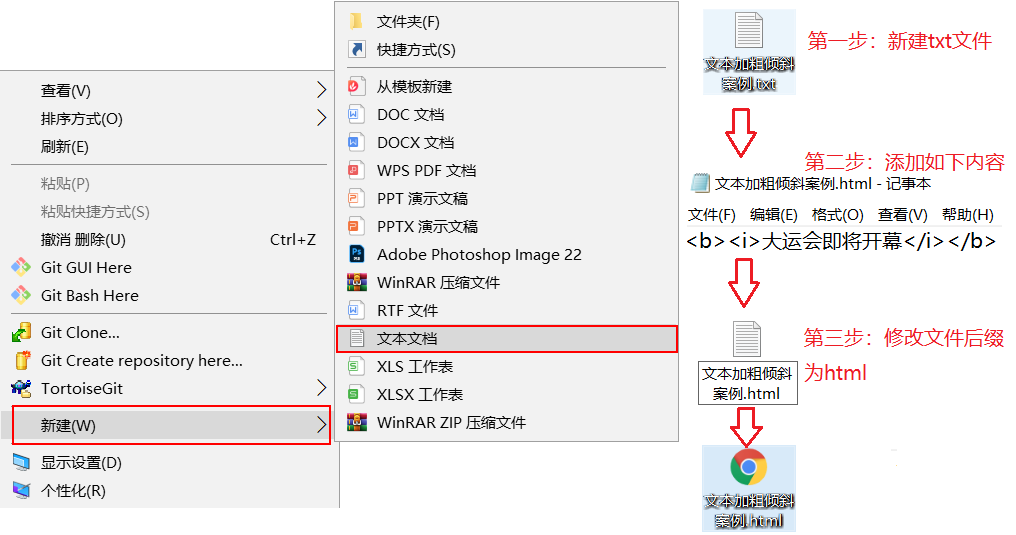 查看(V)
排序方式(O)
刷新(E)
粘贴(P)
粘贴快捷方式(S)
撤消 删除(U) Ctrl+Z
Git GUI Here
Git Bash Here
Git Clone...
Git Create repository here...
TortoiseGit
新建(W)
显示设置(D)
个性化(R)
文件夹(F)
快捷方式(S)
从模板新建
DOC 文档
DOCX 文档
WPS PDF 文档
PPT 演示文稿
PPTX 演示文稿
Adobe Photoshop Image 22
WinRAR 压缩文件
RTF 文件
文本文档
XLS 工作表
XLSX 工作表
WinRAR ZIP 压缩文件
文本加粗倾斜
案例.txt
第一步：新建txt文件
第二步：添加如下内容
文本加粗倾斜案例.html - 记事本
文件(F) 编辑(E) 格式(O) 查看(V) 帮助(H)
<b><i>大运会即将开幕</i></b>
第三步：修改文件后缀
为html
文本加粗倾斜
案例.html
文本加粗倾斜
案例.html